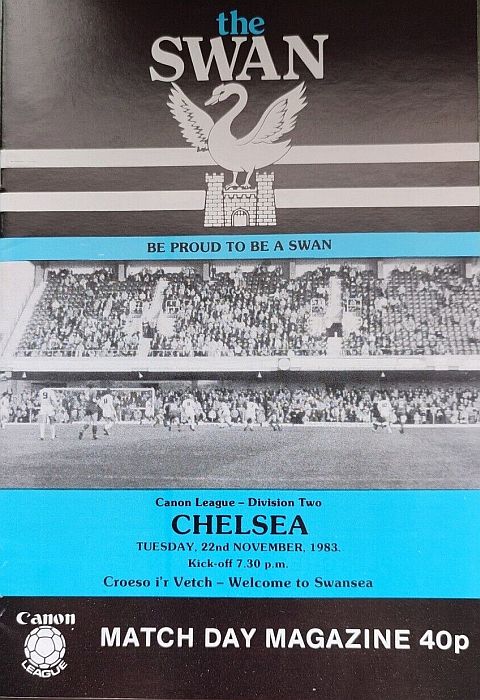 the
SWAN
BE PROUD TO BE A SWAN
9
Canon League – Division Two
CHELSEA
TUESDAY, 22nd NOVEMBER, 1983.
Kick-off 7.30 p.m.
Croeso i'r Vetch – Welcome to Swansea
Canon
LEAGUE
MATCH DAY MAGAZINE 40p